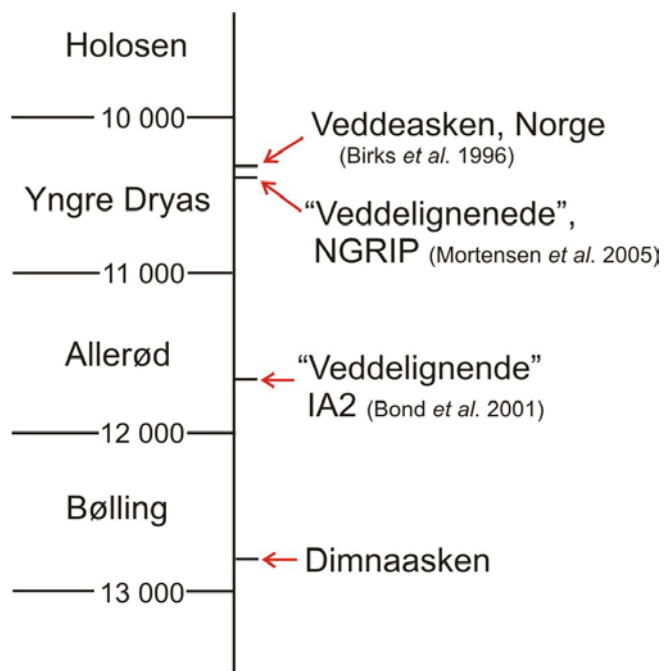 Holosen
10 000
Veddeasken, Norge
(Birks et al. 1996)
Yngre Dryas
“Veddelignenede”,
NGRIP (Mortensen et al. 2005)
11 000
Allerød
“Veddelignende”
IA2 (Bond et al. 2001)
12 000
Bølling
Dimnaasken
13 000